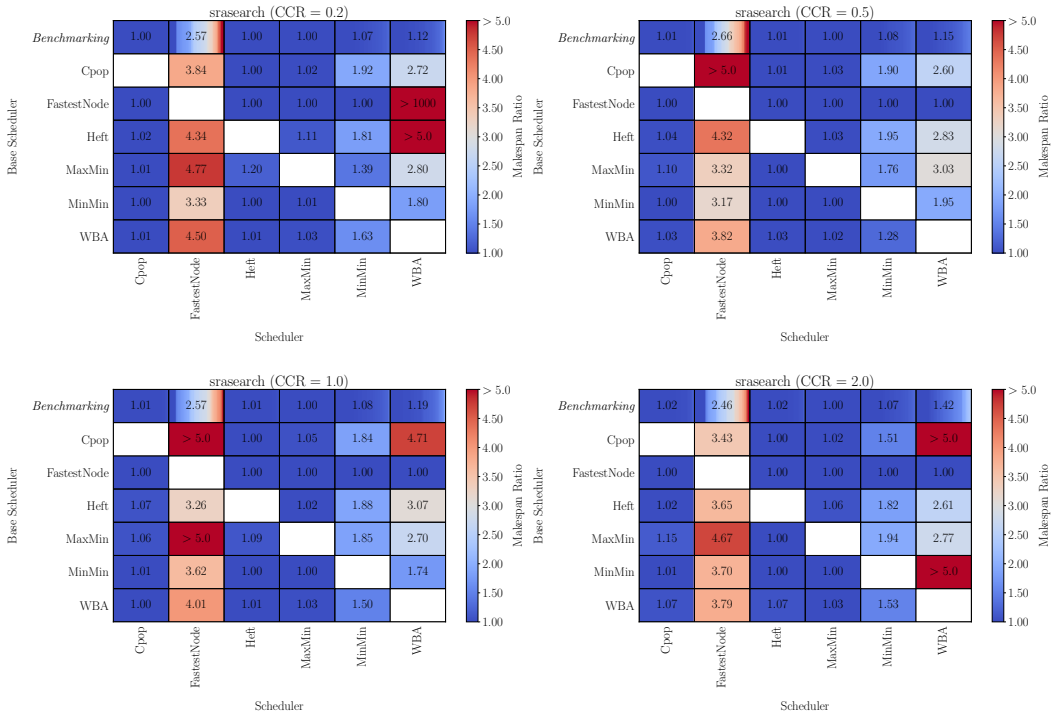 srasearch (CCR = 0.2)
Benchmarking 1.00 2.57 1.00 1.00 1.07 1.12
Cpop 3.84 1.00 1.02 1.92 2.72
FastestNode 1.00 1.00 1.00 1.00 > 1000
Heft 1.02 4.34 1.11 1.81 > 5.0
MaxMin 1.01 4.77 1.20 1.39 2.80
MinMin 1.00 3.33 1.00 1.01 1.80
WBA 1.01 4.50 1.01 1.03 1.63
Cpop FastestNode Heft MaxMin MinMin WBA
Scheduler
Base Scheduler
> 5.0
4.50
4.00
3.50
3.00
2.50
2.00
1.50
1.00
Makespan Ratio
srasearch (CCR = 0.5)
Benchmarking 1.01 2.66 1.01 1.00 1.08 1.15
Cpop > 5.0 1.01 1.03 1.90 2.60
FastestNode 1.00 1.00 1.00 1.00 1.00
Heft 1.04 4.32 1.03 1.95 2.83
MaxMin 1.10 3.32 1.00 1.76 3.03
MinMin 1.00 3.17 1.00 1.00 1.95
WBA 1.03 3.82 1.03 1.02 1.28
Cpop FastestNode Heft MaxMin MinMin WBA
Scheduler
Base Scheduler
> 5.0
4.50
4.00
3.50
3.00
2.50
2.00
1.50
1.00
Makespan Ratio
srasearch (CCR = 1.0)
Benchmarking 1.01 2.57 1.01 1.00 1.08 1.19
Cpop > 5.0 1.00 1.05 1.84 4.71
FastestNode 1.00 1.00 1.00 1.00 1.00
Heft 1.07 3.26 1.02 1.88 3.07
MaxMin 1.06 > 5.0 1.09 1.85 2.70
MinMin 1.01 3.62 1.00 1.00 1.74
WBA 1.00 4.01 1.01 1.03 1.50
Cpop FastestNode Heft MaxMin MinMin WBA
Scheduler
Base Scheduler
> 5.0
4.50
4.00
3.50
3.00
2.50
2.00
1.50
1.00
Makespan Ratio
srasearch (CCR = 2.0)
Benchmarking 1.02 2.46 1.02 1.00 1.07 1.42
Cpop 3.43 1.00 1.02 1.51 > 5.0
FastestNode 1.00 1.00 1.00 1.00 1.00
Heft 1.02 3.65 1.06 1.82 2.61
MaxMin 1.15 4.67 1.00 1.94 2.77
MinMin 1.01 3.70 1.00 1.00 > 5.0
WBA 1.07 3.79 1.07 1.03 1.53
Cpop FastestNode Heft MaxMin MinMin WBA
Scheduler
Base Scheduler
> 5.0
4.50
4.00
3.50
3.00
2.50
2.00
1.50
1.00
Makespan Ratio